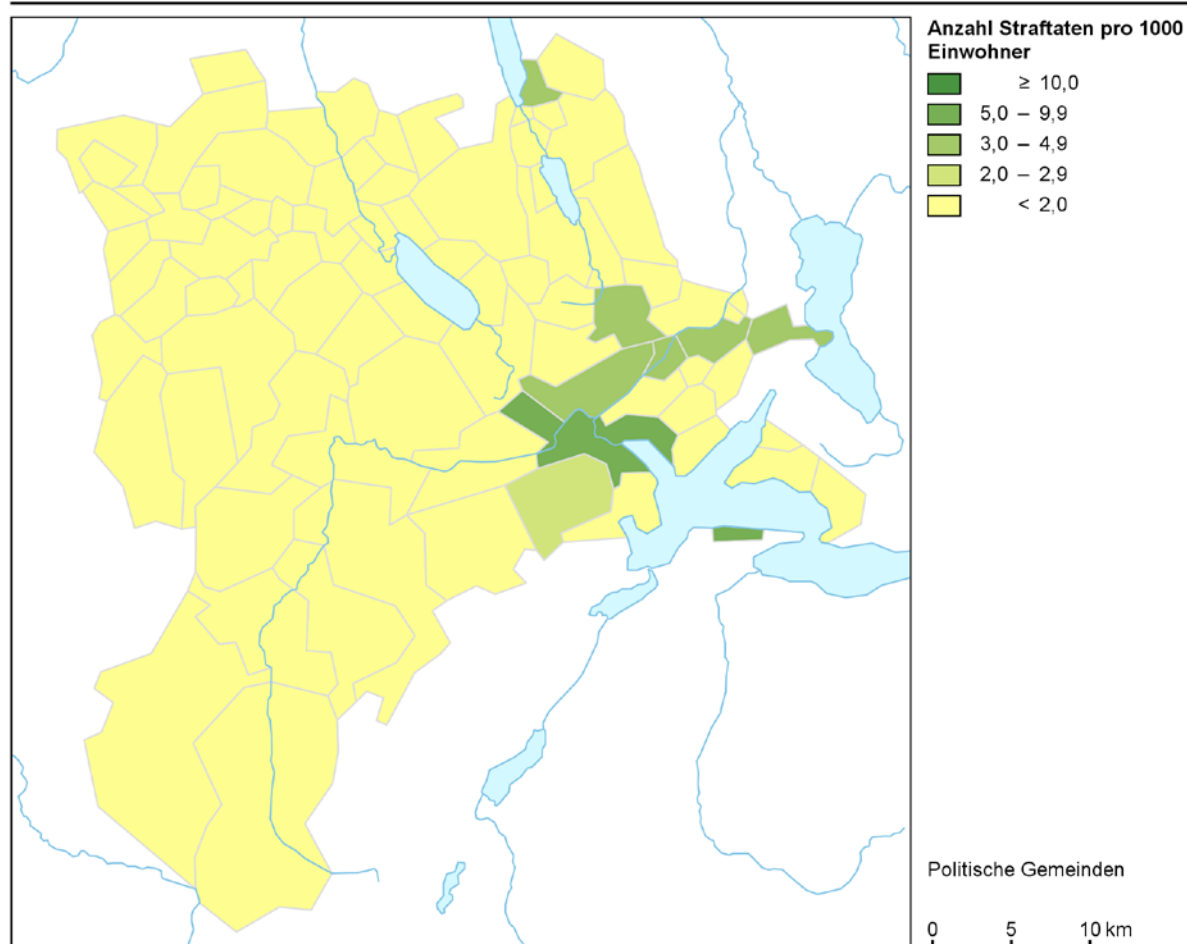 Anzahl Straftaten pro 1000
Einwohner
≥ 10,0
5,0 – 9,9
3,0 – 4,9
2,0 – 2,9
< 2,0
Politische Gemeinden
0 5 10 km